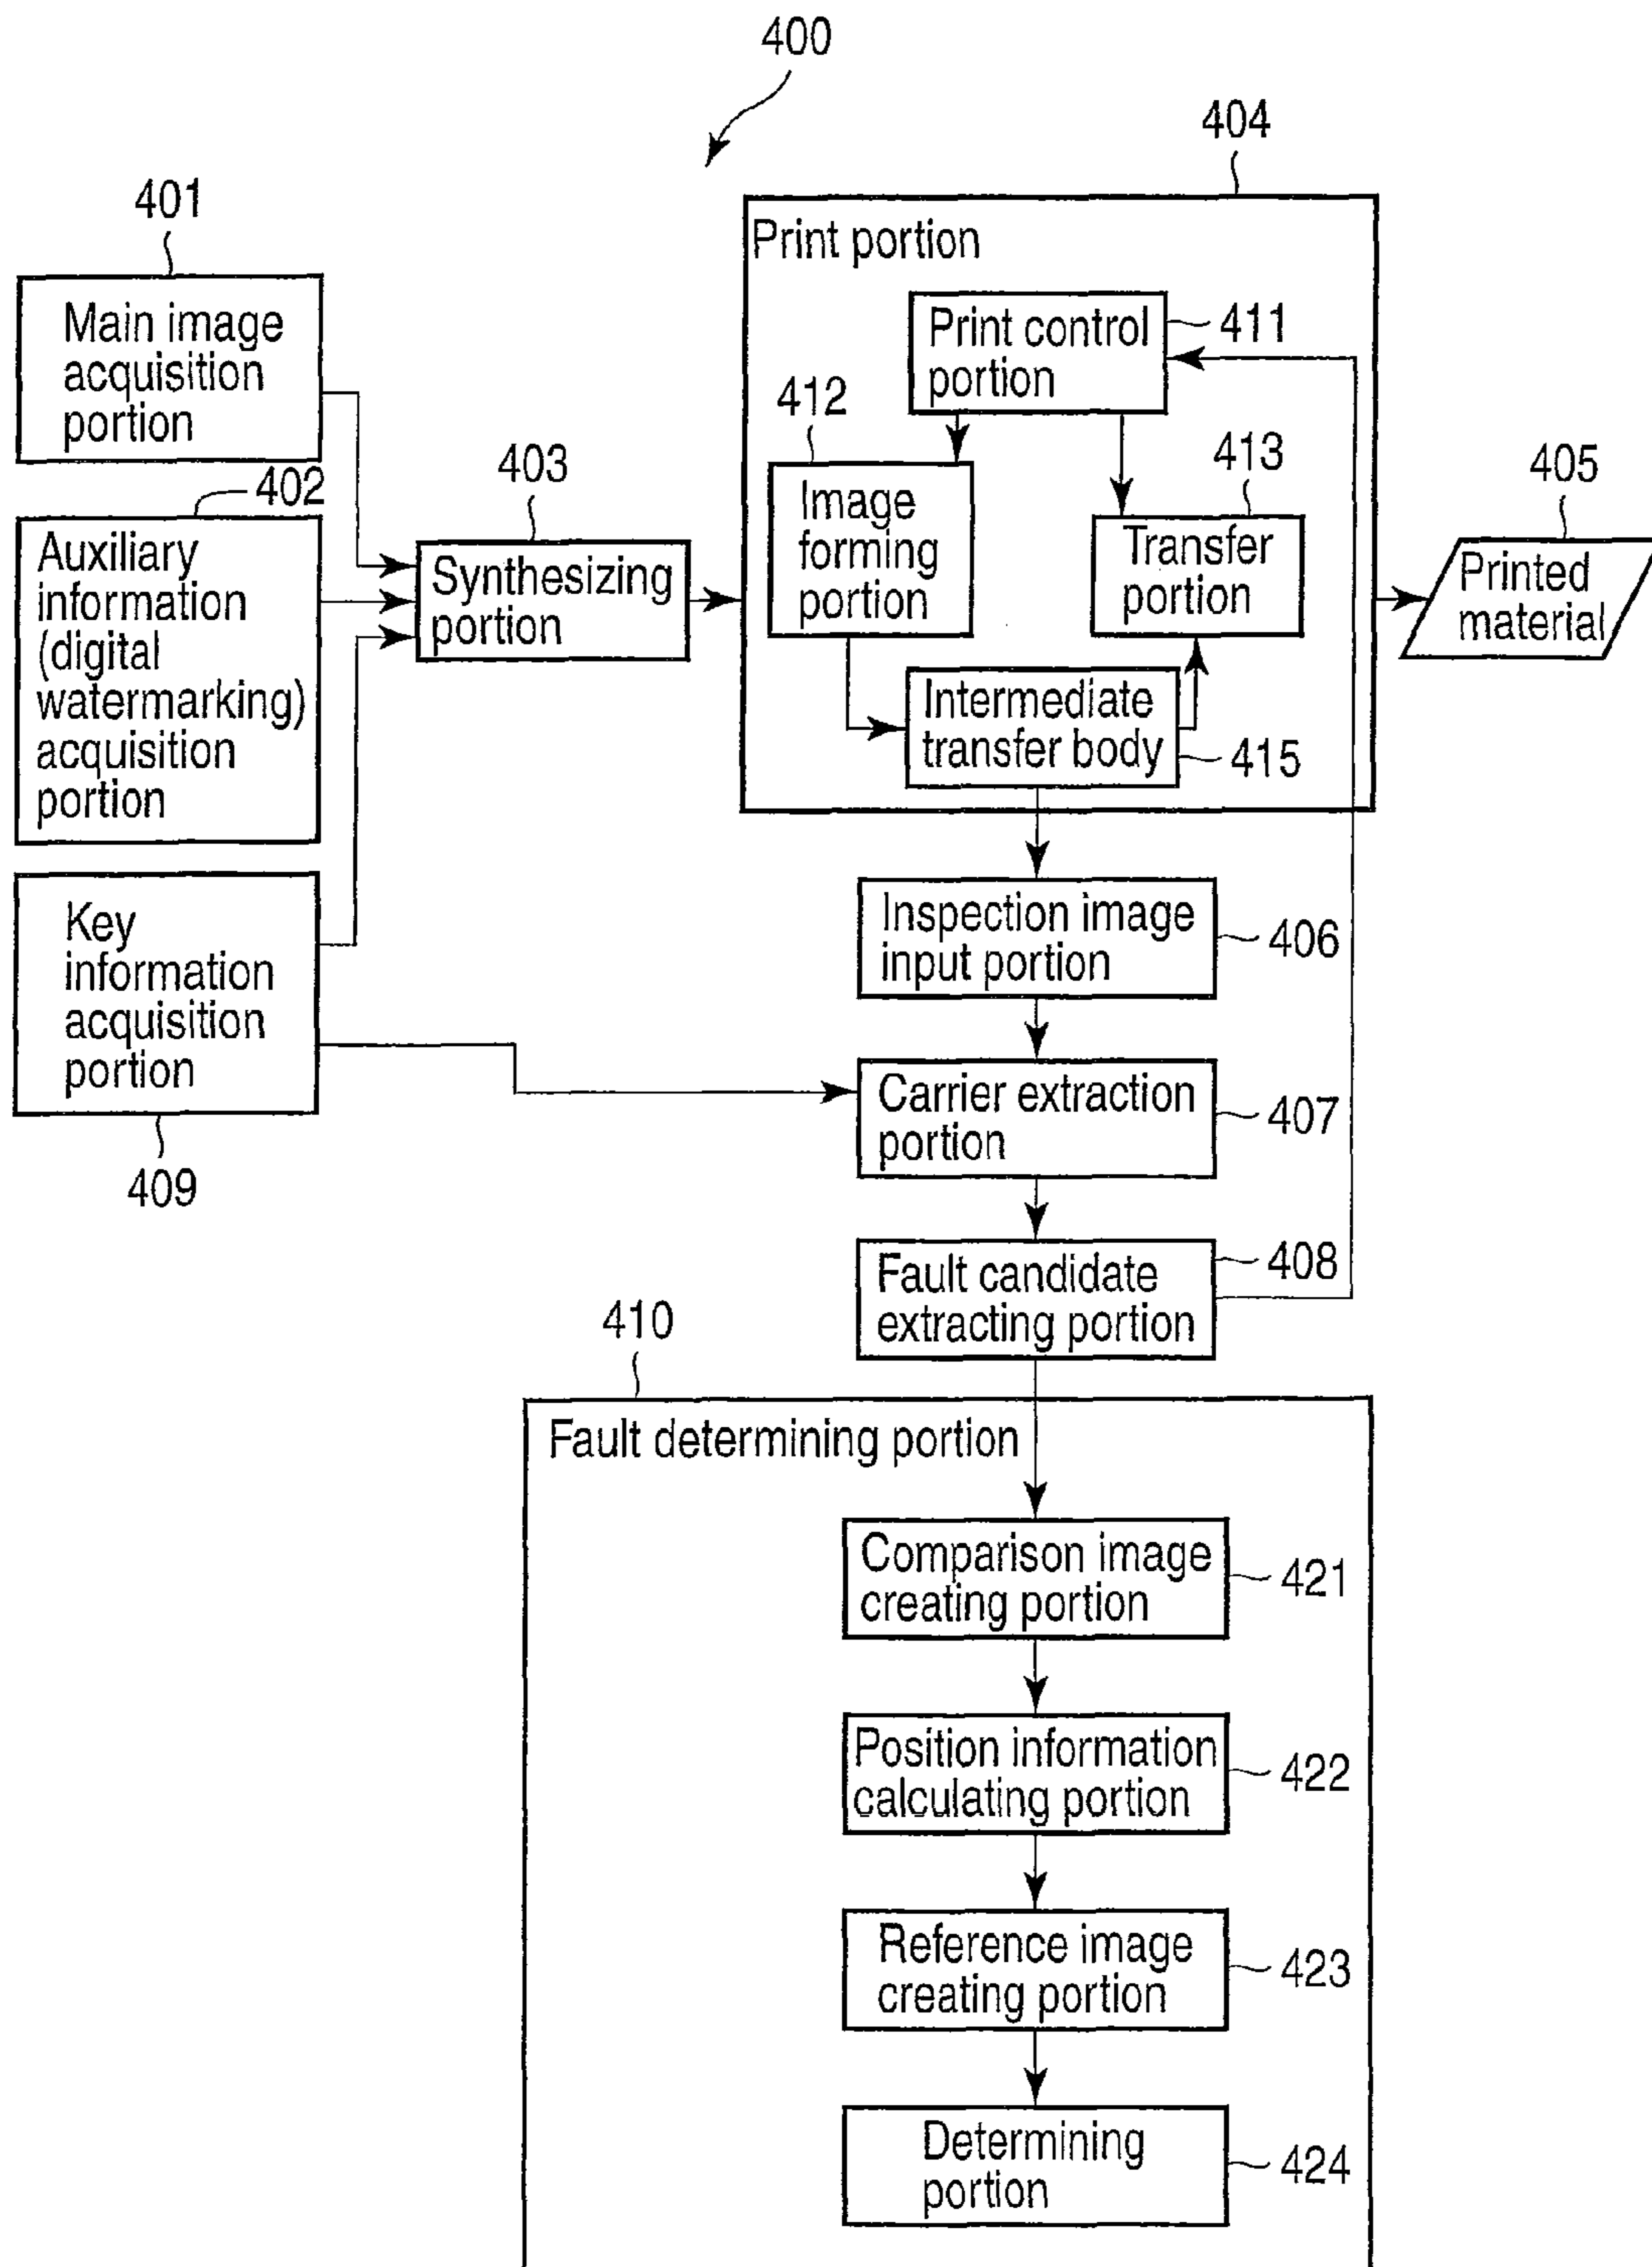 400
404
401
Print portion
Main image
acquisition
portion
Print control
portion
411
412
402
403
413
405
Auxiliary
information
(digital
watermarking)
acquisition
portion
Synthesizing
portion
Image
forming
portion
Transfer
portion
Printed
material
Intermediate
transfer body
415
Key
information
acquisition
portion
409
Inspection image
input portion
406
Carrier extraction
portion
407
Fault candidate
extracting portion
408
410
Fault determining portion
Comparison image
creating portion
421
Position information
calculating portion
422
Reference image
creating portion
423
Determining
portion
424